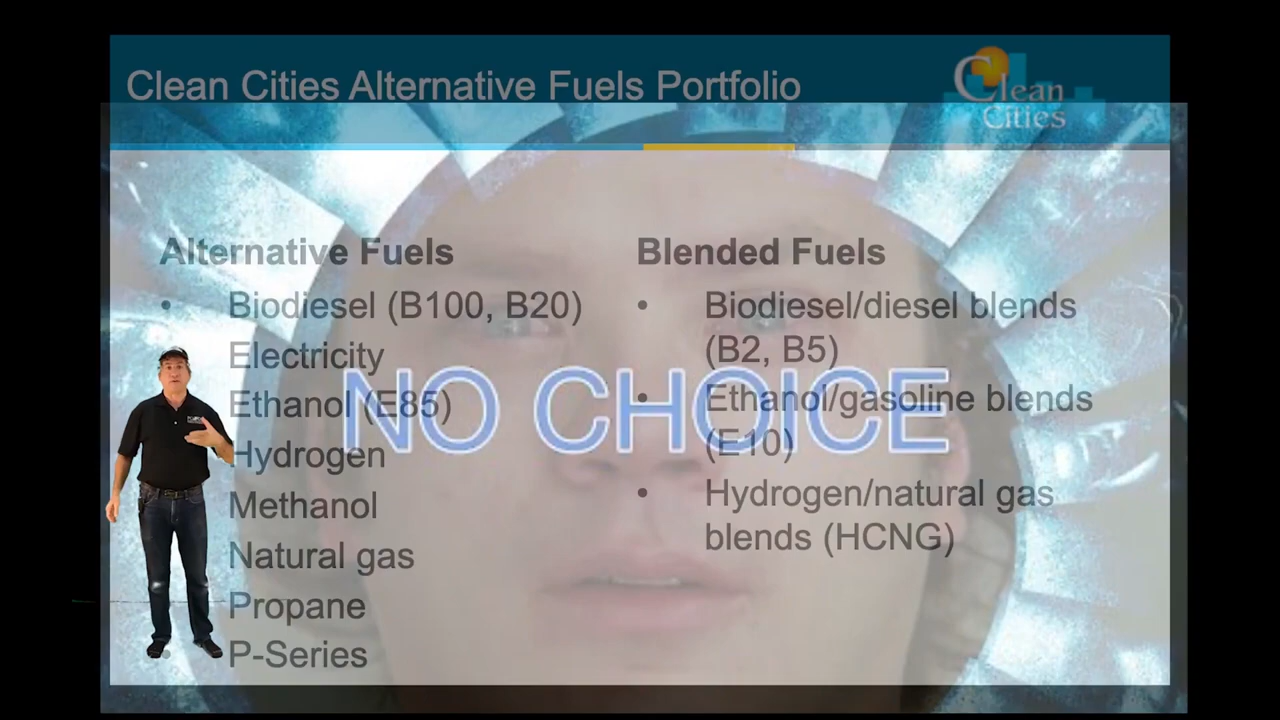 Clean Cities Alternative Fuels Portfolio
Clean
Cities
Alternative Fuels
• Biodiesel (B100, B20)
Electricity
Ethanol (E85)
Hydrogen
Methanol
Natural gas
Propane
• P-Series
Blended Fuels
• Biodiesel/diesel blends
(B2, B5)
• Ethanol/gasoline blends
(E10)
• Hydrogen/natural gas
blends (HCNG)
NO CHOICE